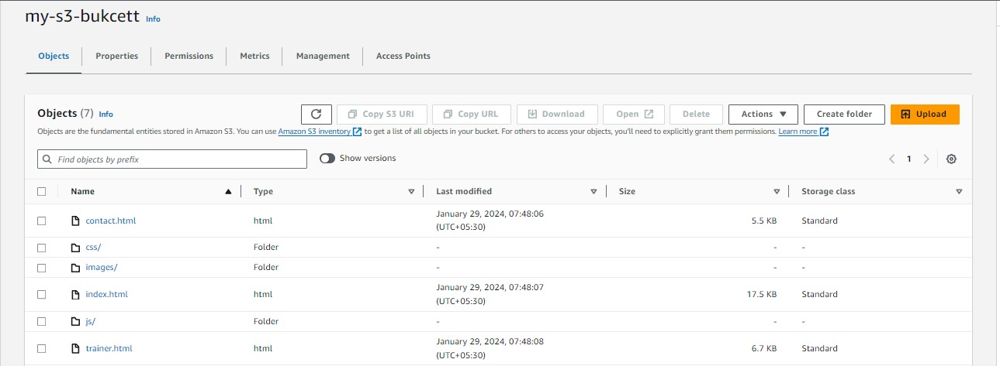 my-s3-bukcett Info
Objects Properties Permissions Metrics Management Access Points
Objects (7) Info Copy S3 URI Copy URL Download Open Delete Actions Create folder Upload
Objects are the fundamental entities stored in Amazon S3. You can use Amazon S3 inventory to get a list of all objects in your bucket. For others to access your objects, you'll need to explicitly grant them permissions. Learn more
Find objects by prefix Show versions 1
Name Type Last modified Size Storage class
contact.html html January 29, 2024, 07:48:06 (UTC+05:30) 5.5 KB Standard
css/ Folder - - -
images/ Folder - - -
index.html html January 29, 2024, 07:48:07 (UTC+05:30) 17.5 KB Standard
js/ Folder - - -
trainer.html html January 29, 2024, 07:48:08 (UTC+05:30) 6.7 KB Standard